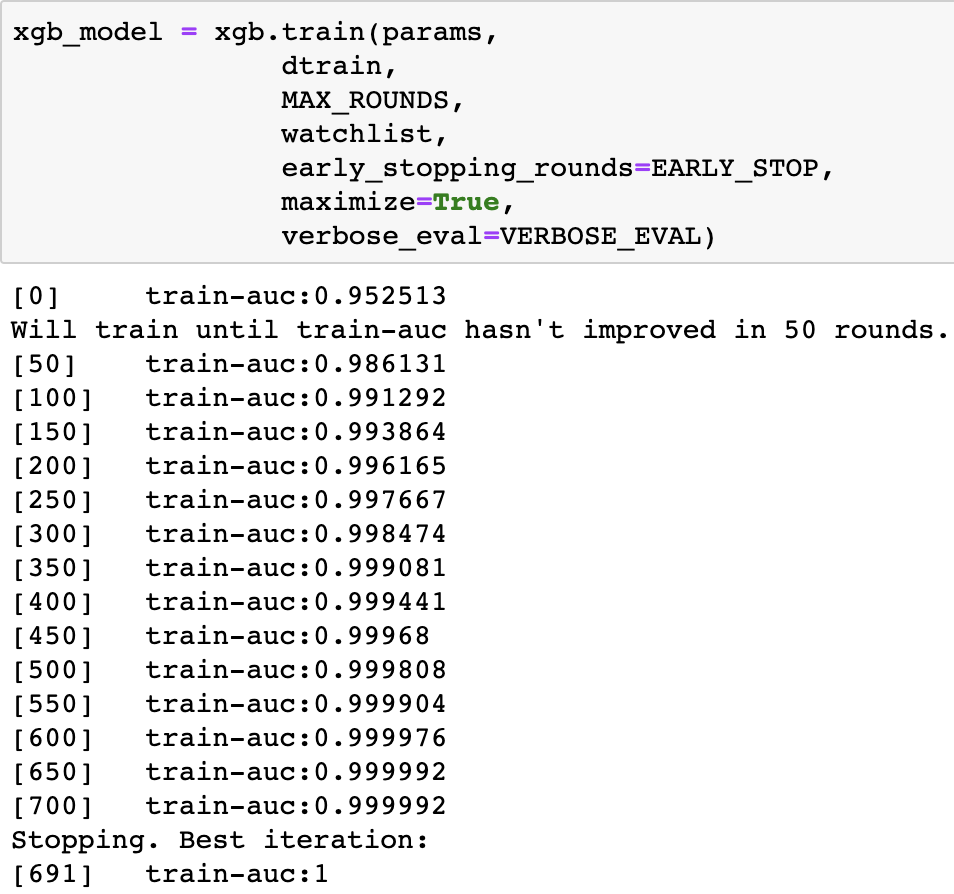 xgb_model = xgb.train(params,
                dtrain,
                MAX_ROUNDS,
                watchlist,
                early_stopping_rounds=EARLY_STOP,
                maximize=True,
                verbose_eval=VERBOSE_EVAL)
[0]     train-auc:0.952513
Will train until train-auc hasn't improved in 50 rounds.
[50]    train-auc:0.986131
[100]   train-auc:0.991292
[150]   train-auc:0.993864
[200]   train-auc:0.996165
[250]   train-auc:0.997667
[300]   train-auc:0.998474
[350]   train-auc:0.999081
[400]   train-auc:0.999441
[450]   train-auc:0.99968
[500]   train-auc:0.999808
[550]   train-auc:0.999904
[600]   train-auc:0.999976
[650]   train-auc:0.999992
[700]   train-auc:0.999992
Stopping. Best iteration:
[691]   train-auc:1